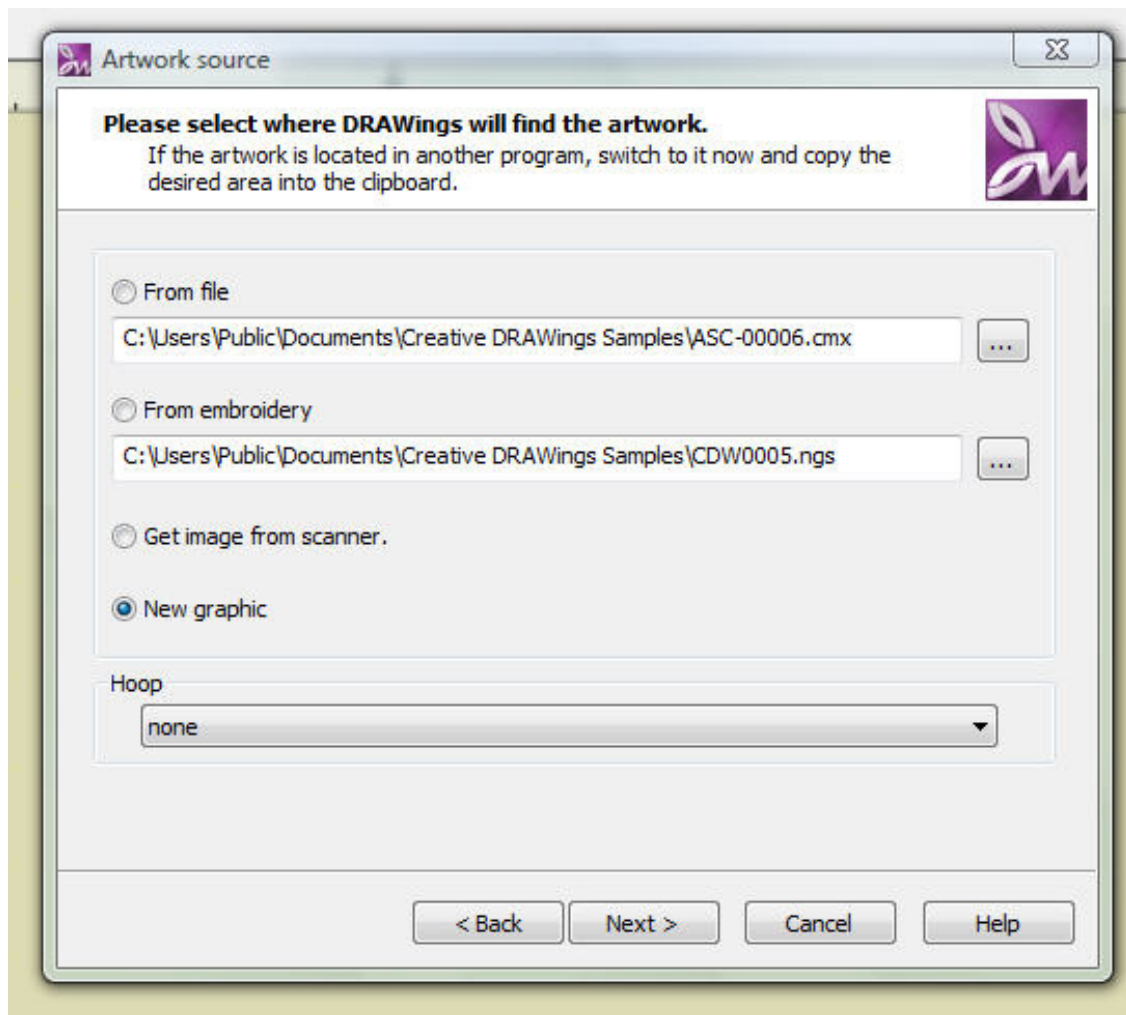 Artwork source
Please select where DRAWings will find the artwork.
If the artwork is located in another program, switch to it now and copy the
desired area into the clipboard.
From file
C:\Users\Public\Documents\Creative DRAWings Samples\ASC-00006.cmx
...
From embroidery
C:\Users\Public\Documents\Creative DRAWings Samples\CDW0005.ngs
...
Get image from scanner.
New graphic
Hoop
none
< Back
Next >
Cancel
Help